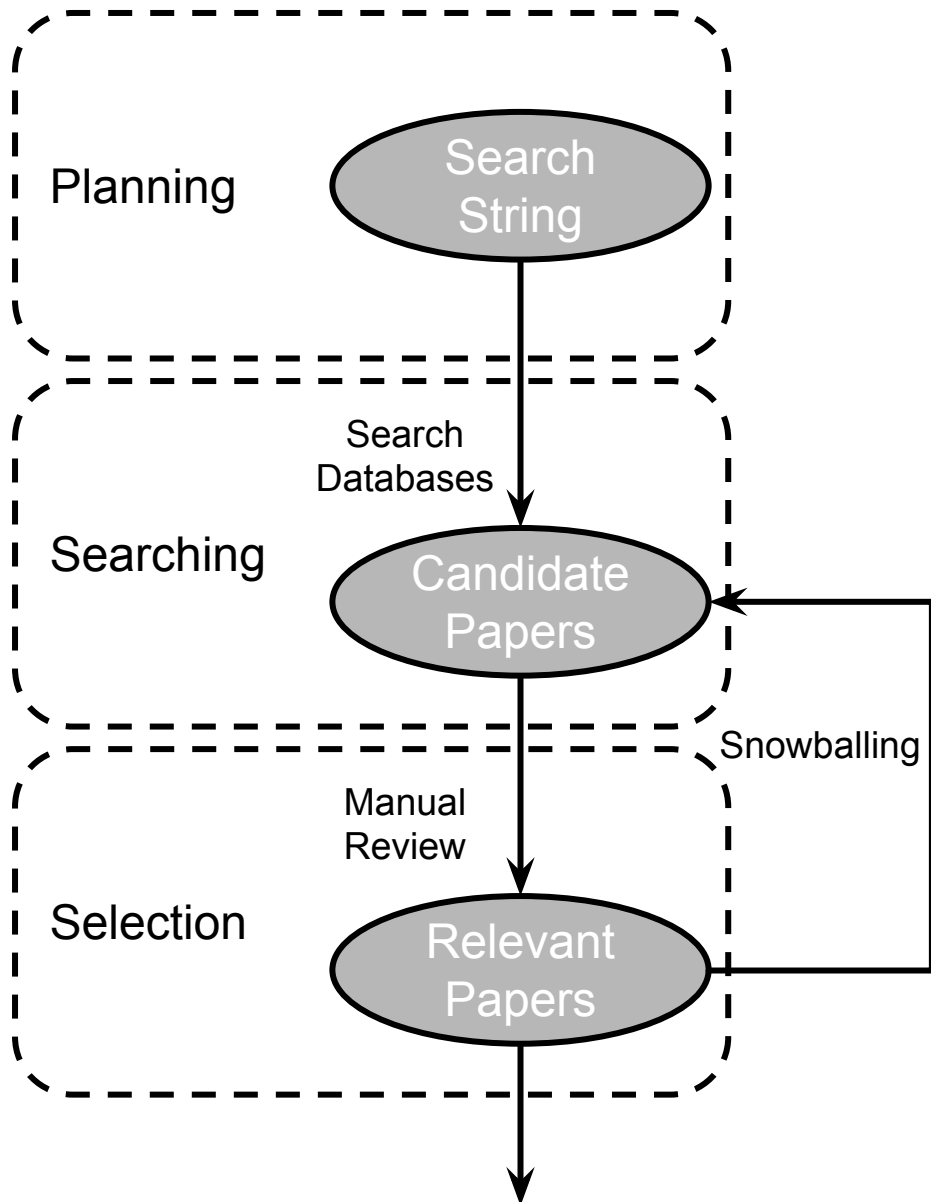 Planning
Search
String
Search
Databases
Searching
Candidate
Papers
Snowballing
Manual
Review
Selection
Relevant
Papers